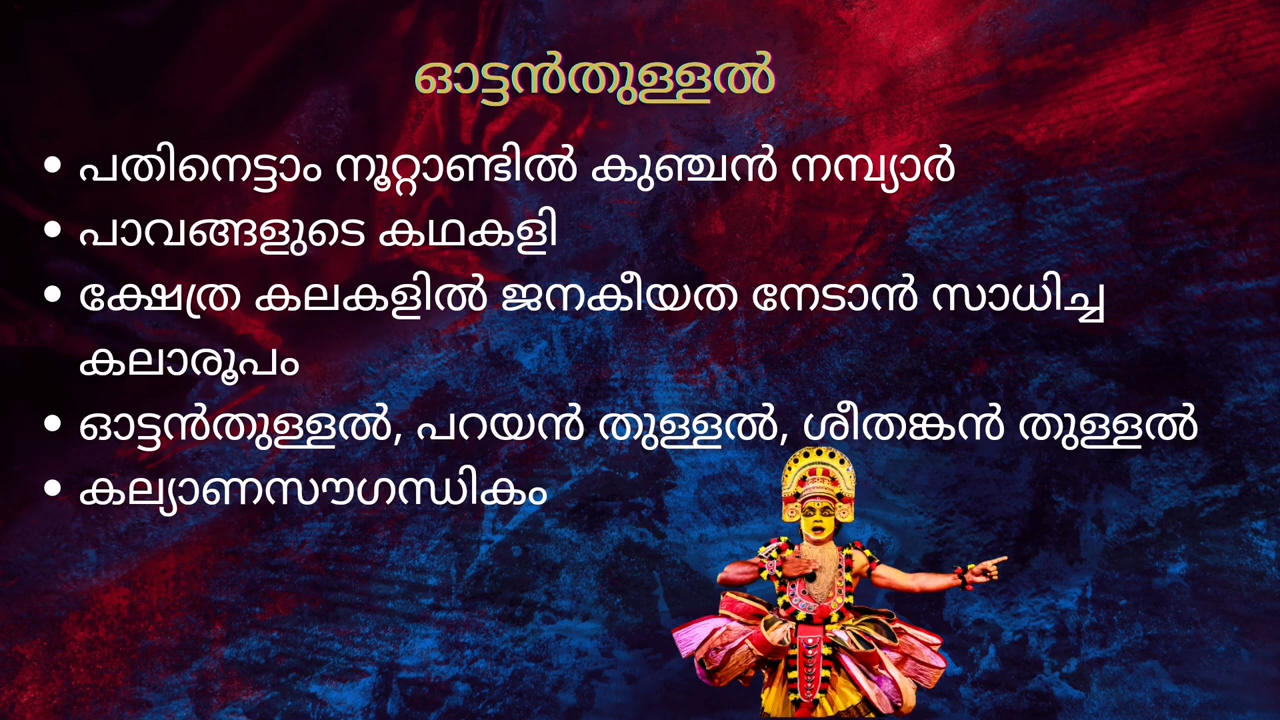 ഓട്ടൻതുള്ളൽ
• പതിനെട്ടാം നൂറ്റാണ്ടിൽ കുഞ്ചൻ നമ്പ്യാർ
• പാവങ്ങളുടെ കഥകളി
• ക്ഷേത്ര കലകളിൽ ജനകീയത നേടാൻ സാധിച്ച
കലാരൂപം
• ഓട്ടൻതുള്ളൽ, പറയൻ തുള്ളൽ, ശീതങ്കൻ തുള്ളൽ
• കല്യാണസൗഗന്ധികം